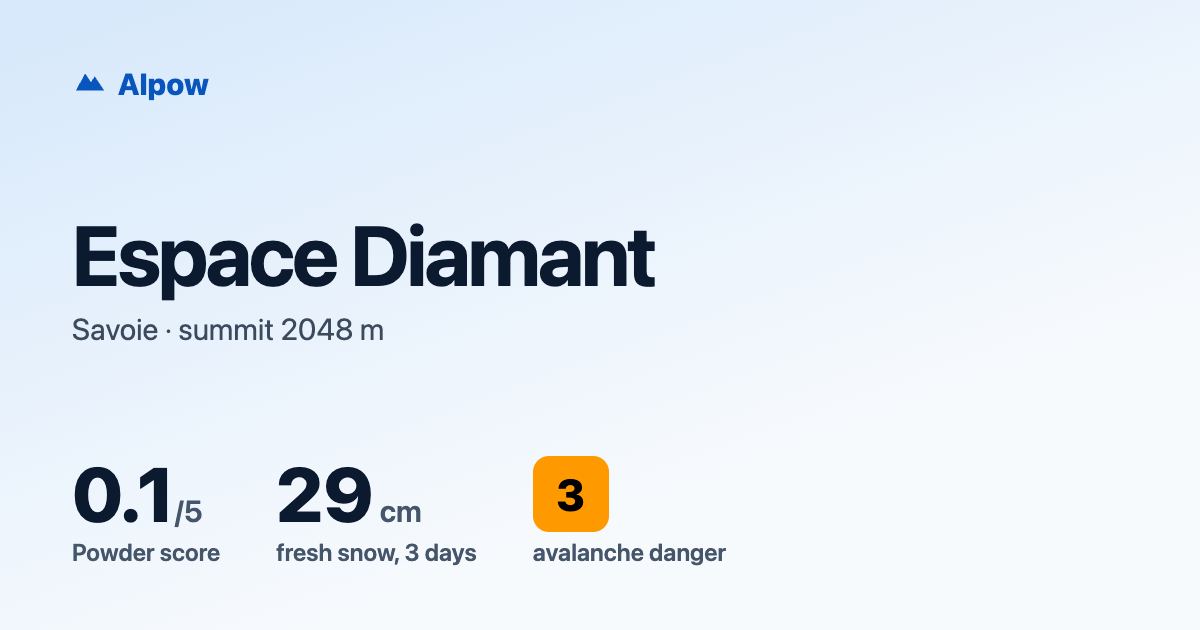 Alpow
Espace Diamant
Savoie · summit 2048 m
0.1/5
Powder score
29 cm
fresh snow, 3 days
3
avalanche danger